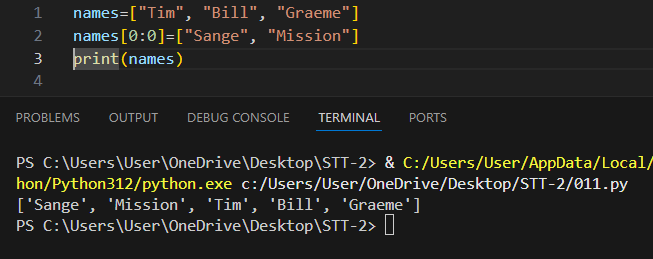 1 names=["Tim", "Bill", "Graeme"]
2 names[0:0]=["Sange", "Mission"]
3 print(names)
4
PROBLEMS OUTPUT DEBUG CONSOLE TERMINAL PORTS
PS C:\Users\User\OneDrive\Desktop\STT-2> & C:/Users/User/AppData/Local/
hon/Python312/python.exe c:/Users/User/OneDrive/Desktop/STT-2/011.py
['Sange', 'Mission', 'Tim', 'Bill', 'Graeme']
PS C:\Users\User\OneDrive\Desktop\STT-2>